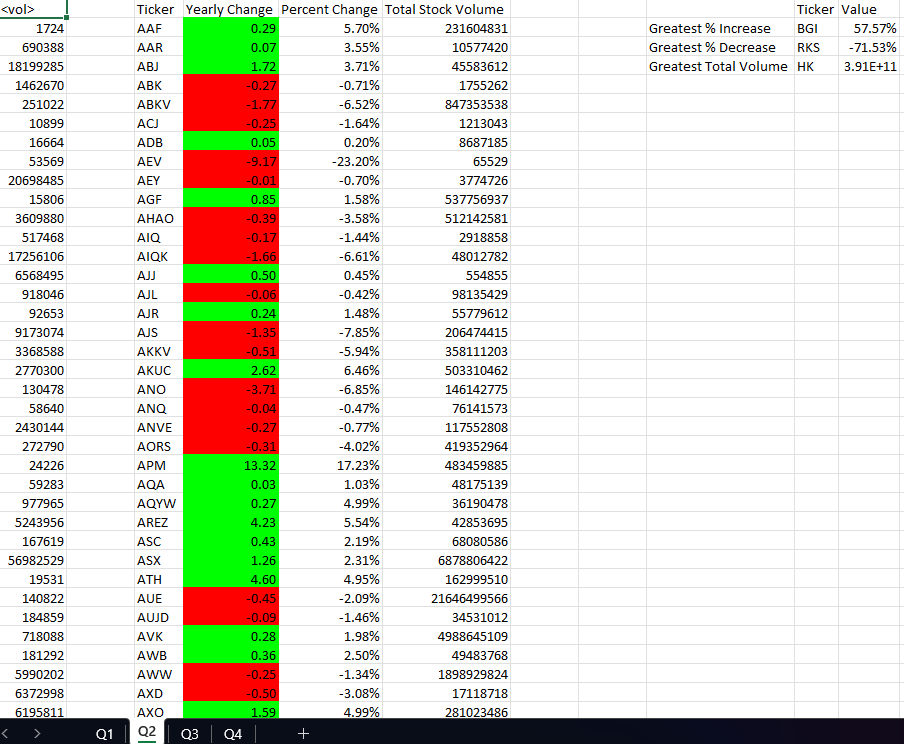 <vol> Ticker Yearly Change Percent Change Total Stock Volume Ticker Value
1724 AAF 0.29 5.70% 231604831 Greatest % Increase BGI 57.57%
690388 AAR 0.07 3.55% 10577420 Greatest % Decrease RKS -71.53%
18199285 ABJ 1.72 3.71% 45583612 Greatest Total Volume HK 3.91E+11
1462670 ABK -0.27 -0.71% 1755262
251022 ABKV -1.77 -6.52% 847353538
10899 ACJ -0.25 -1.64% 1213043
16664 ADB 0.05 0.20% 8687185
53569 AEV -9.17 -23.20% 65529
20698485 AEY -0.01 -0.70% 3774726
15806 AGF 0.85 1.58% 537756937
3609880 AHAO -0.39 -3.58% 512142581
517468 AIQ -0.17 -1.44% 2918858
17256106 AIQK -1.66 -6.61% 48012782
6568495 AJJ 0.50 0.45% 554855
918046 AJL -0.06 -0.42% 98135429
92653 AJR 0.24 1.48% 55779612
9173074 AJS -1.35 -7.85% 206474415
3368588 AKKV -0.51 -5.94% 358111203
2770300 AKUC 2.62 6.46% 503310462
130478 ANO -3.71 -6.85% 146142775
58640 ANQ -0.04 -0.47% 76141573
2430144 ANVE -0.27 -0.77% 117552808
272790 AORS -0.31 -4.02% 419352964
24226 APM 13.32 17.23% 483459885
59283 AQA 0.03 1.03% 48175139
977965 AQYW 0.27 4.99% 36190478
5243956 AREZ 4.23 5.54% 42853695
167619 ASC 0.43 2.19% 68080586
56982529 ASX 1.26 2.31% 6878806422
19531 ATH 4.60 4.95% 162999510
140822 AUE -0.45 -2.09% 21646499566
184859 AUJD -0.09 -1.46% 34531012
718088 AVK 0.28 1.98% 4988645109
181292 AWB 0.36 2.50% 49483768
5990202 AWW -0.25 -1.34% 1898929824
6372998 AXD -0.50 -3.08% 17118718
6195811 AXO 1.59 4.99% 281023486
Q1 Q2 Q3 Q4 +